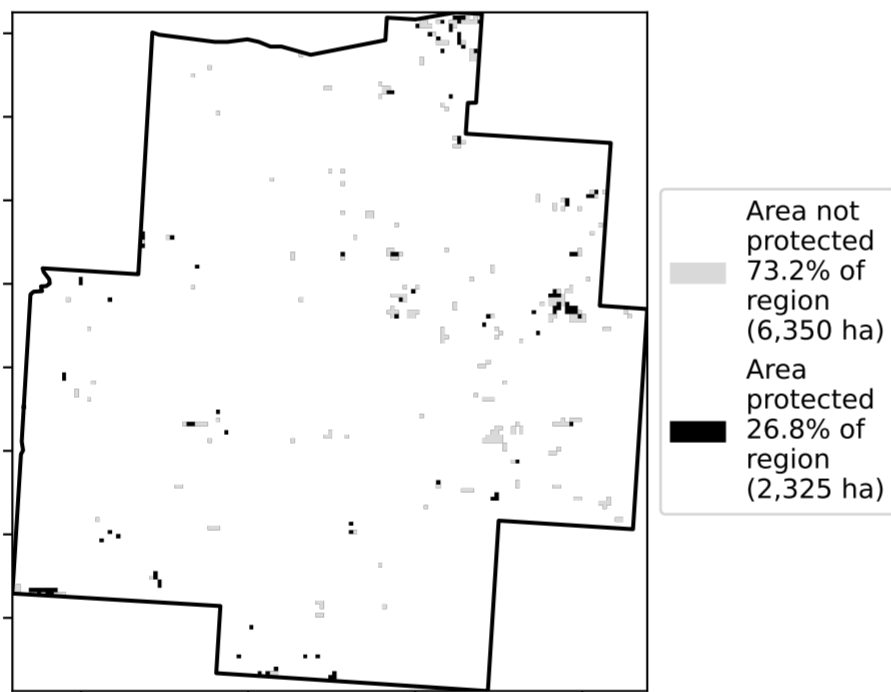 Area not
protected
73.2% of
region
(6,350 ha)
Area
protected
26.8% of
region
(2,325 ha)